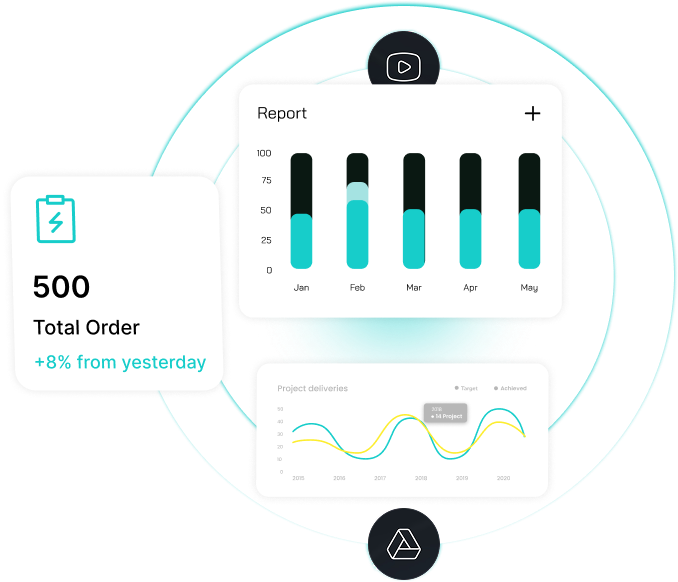 Report
100
75
50
25
0
Jan Feb Mar Apr May
500
Total Order
+8% from yesterday
Project deliveries
Target Achieved
2018
14 Project
50
40
30
20
10
0
2015 2016 2017 2018 2019 2020